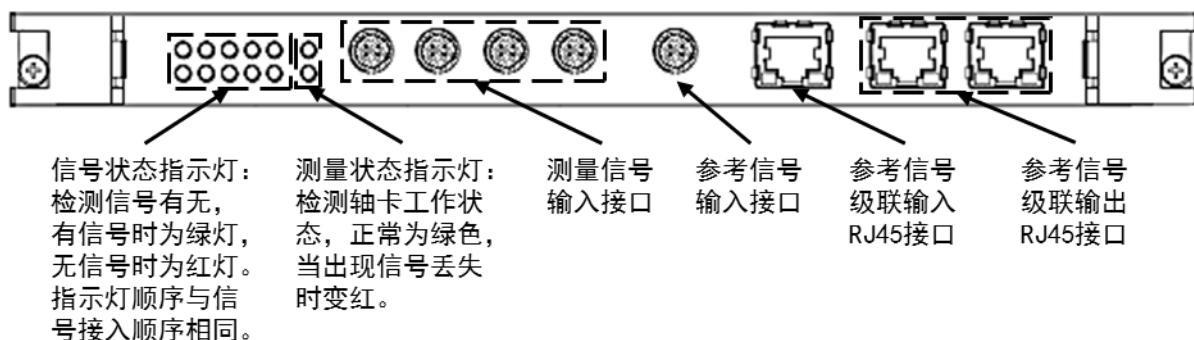 信号状态指示灯：
检测信号有无，
有信号时为绿灯，
无信号时为红灯。
指示灯顺序与信
号接入顺序相同。
测量状态指示灯：
检测轴卡工作状
态，正常为绿色，
当出现信号丢失
时变红。
测量信号
输入接口
参考信号
输入接口
参考信号
级联输入
RJ45接口
参考信号
级联输出
RJ45接口